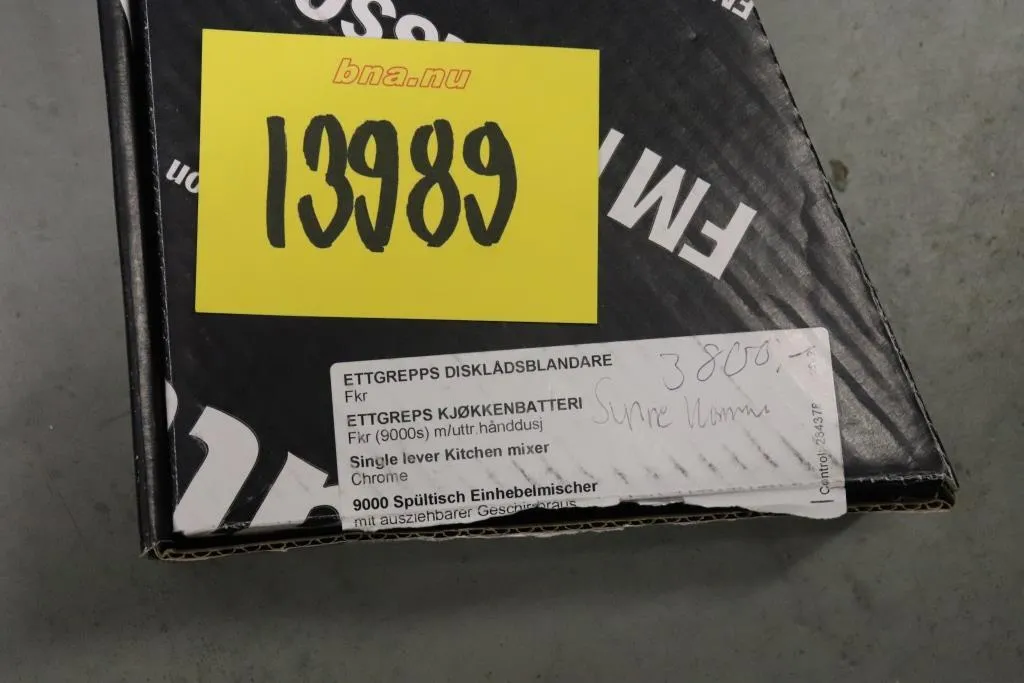 bna.nu
13989
FM
ETTGREPPS DISKLÅDSBLANDARE
Fkr
3800,-
ETTGREPS KJØKKENBATTERI
Fkr (9000s) m/uttr.hånddusj
Single lever Kitchen mixer
Chrome
9000 Spültisch Einhebelmischer
mit ausziehbarer